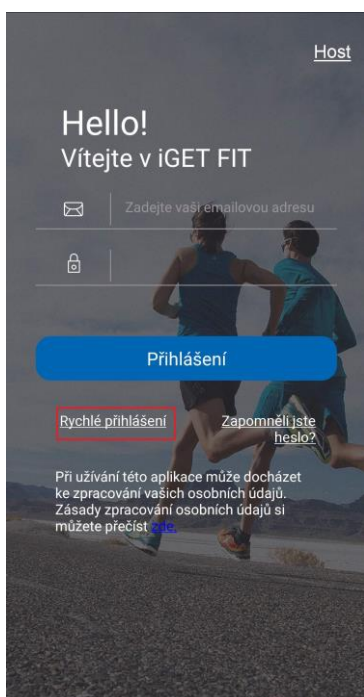 Host
Hello!
Vítejte v iGET FIT
Zadejte vaši emailovou adresu
Přihlášení
Rychlé přihlášení
Zapomněli jste
heslo?
Při užívání této aplikace může docházet
ke zpracování vašich osobních údajů.
Zásady zpracování osobních údajů si
můžete přečíst zde.